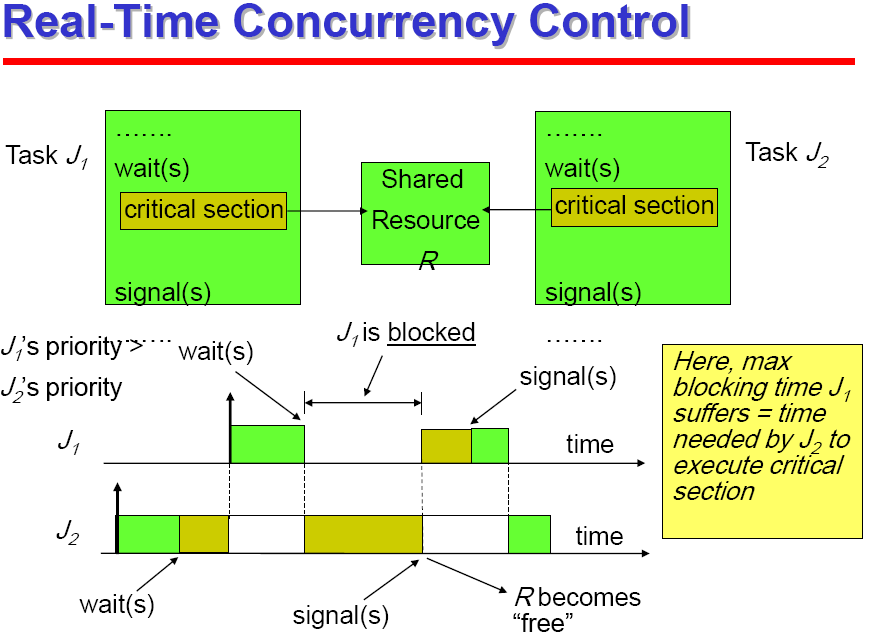 Real-Time Concurrency Control
Task J1
.......
wait(s)
critical section
signal(s)
.......
Shared
Resource
R
.......
wait(s)
critical section
signal(s)
.......
Task J2
J1's priority >
J2's priority
wait(s)
J1 is blocked
signal(s)
J1
time
J2
time
wait(s)
signal(s)
R becomes
“free”
Here, max
blocking time J1
suffers = time
needed by J2 to
execute critical
section